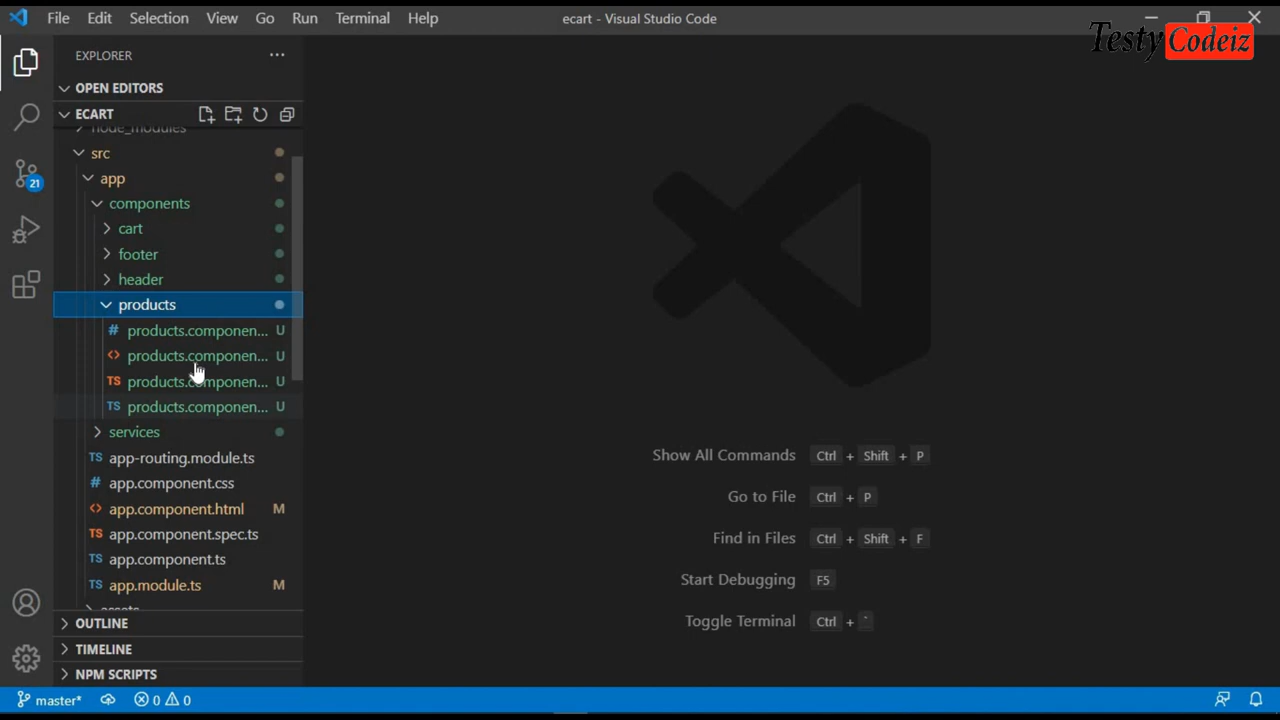 File Edit Selection View Go Run Terminal Help
ecart - Visual Studio Code
Testy Codeiz
EXPLORER
OPEN EDITORS
ECART
node_modules
src
app
components
cart
footer
header
products
products.componen... U
products.componen... U
products.componen... U
products.componen... U
services
app-routing.module.ts
app.component.css
app.component.html M
app.component.spec.ts
app.component.ts
app.module.ts M
assets
OUTLINE
TIMELINE
NPM SCRIPTS
21
Show All Commands Ctrl + Shift + P
Go to File Ctrl + P
Find in Files Ctrl + Shift + F
Start Debugging F5
Toggle Terminal Ctrl + `
master* 0 0